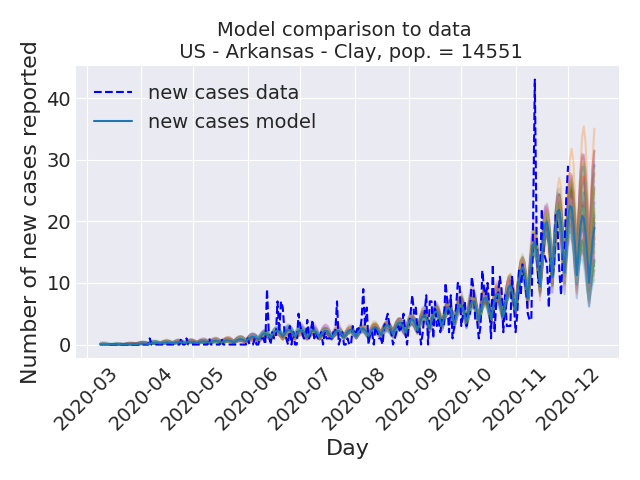 Model comparison to data
US - Arkansas - Clay, pop. = 14551
new cases data
new cases model
Number of new cases reported
40
30
20
10
0
2020-03
2020-04
2020-05
2020-06
2020-07
2020-08
2020-09
2020-10
2020-11
2020-12
Day